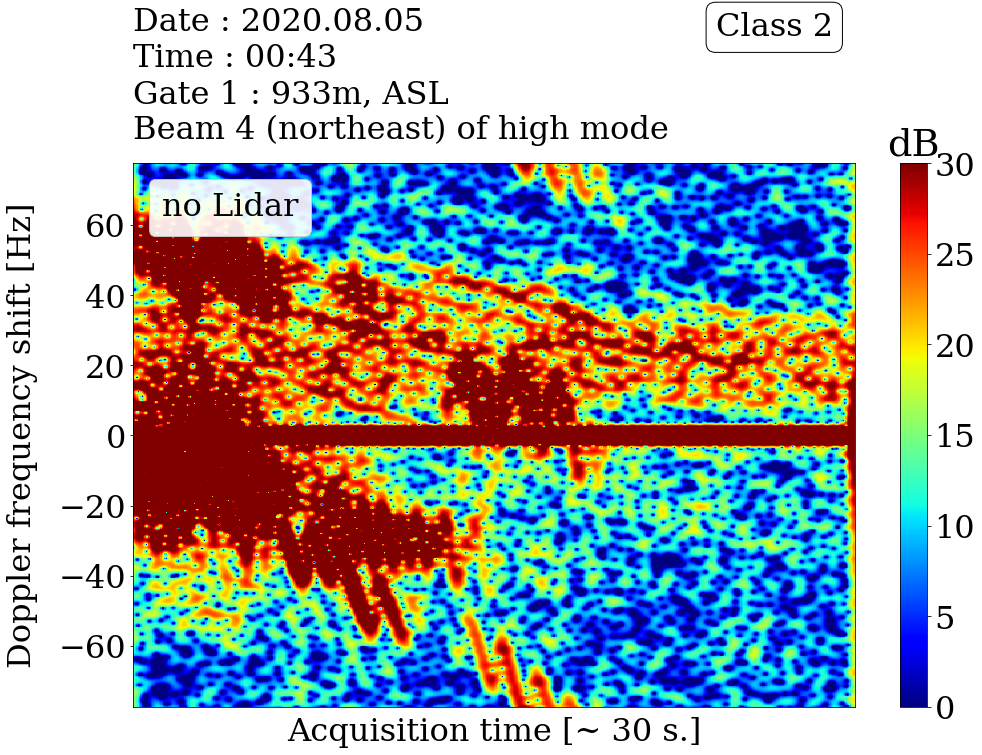 Date : 2020.08.05
Time : 00:43
Gate 1 : 933m, ASL
Beam 4 (northeast) of high mode
Class 2
no Lidar
Doppler frequency shift [Hz]
60
40
20
0
−20
−40
−60
Acquisition time [~ 30 s.]
dB
30
25
20
15
10
5
0